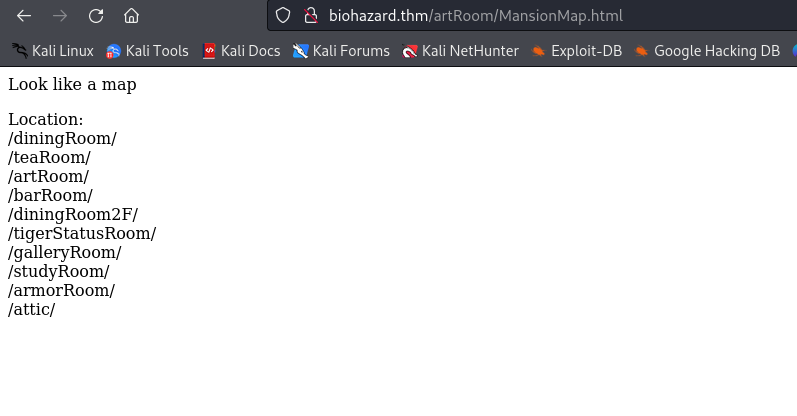 biohazard.thm/artRoom/MansionMap.html
Kali Linux Kali Tools Kali Docs Kali Forums Kali NetHunter Exploit-DB Google Hacking DB
Look like a map
Location:
/diningRoom/
/teaRoom/
/artRoom/
/barRoom/
/diningRoom2F/
/tigerStatusRoom/
/galleryRoom/
/studyRoom/
/armorRoom/
/attic/